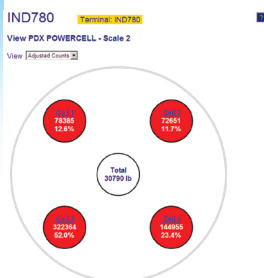 IND780 Terminal: IND780 ?
View PDX POWERCELL - Scale 2
View Adjusted Counts
78385
12.6%
72651
11.7%
Total
30790 lb
322364
52.0%
144955
23.4%